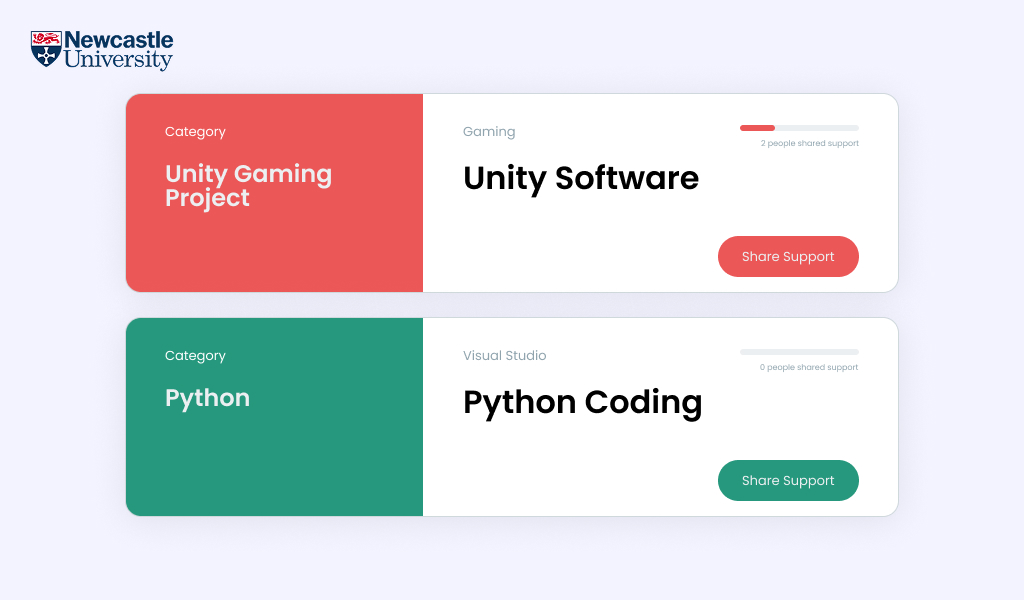 Newcastle
University
Category
Unity Gaming
Project
Gaming
2 people shared support
Unity Software
Share Support
Category
Python
Visual Studio
0 people shared support
Python Coding
Share Support